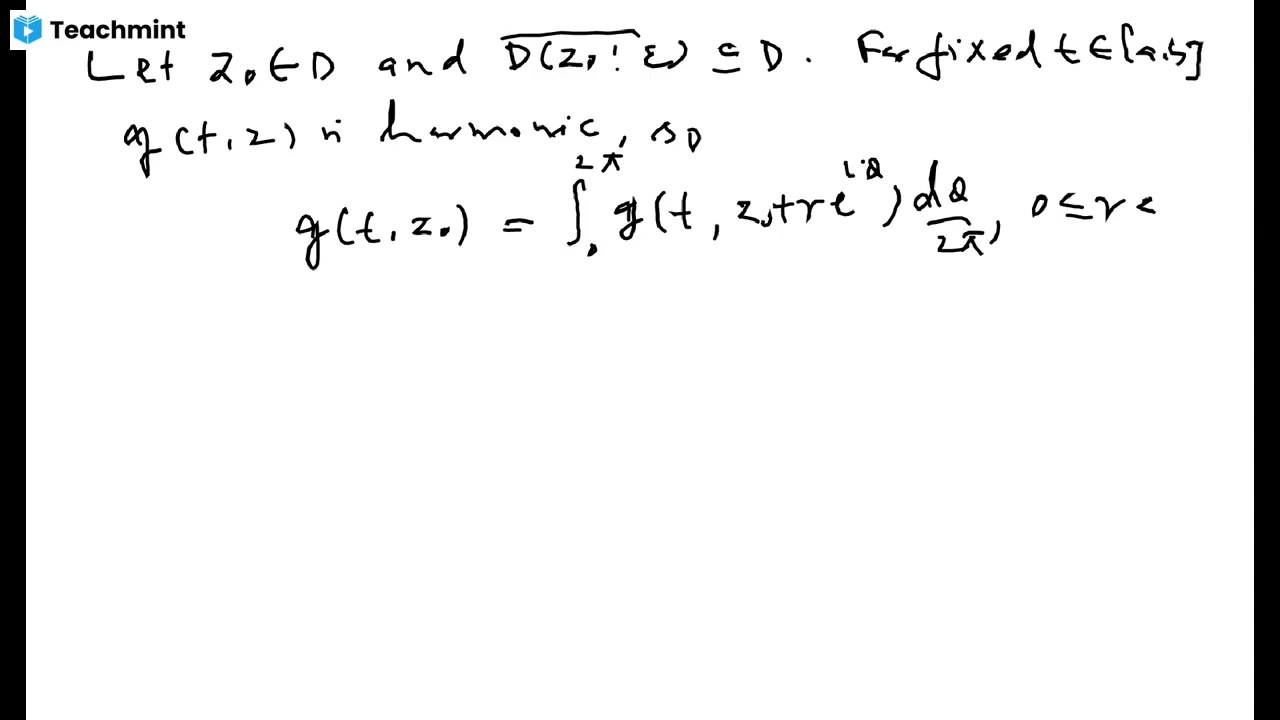 Teachmint
Let z₀ ∈ D and \overline{D(z₀; ε)} ⊆ D. For fixed t ∈ [a,b]
g(t, z) is harmonic, so
g(t, z₀) = ∫₀^{2π} g(t, z₀ + re^{iθ}) dθ/2π, 0 ≤ r <